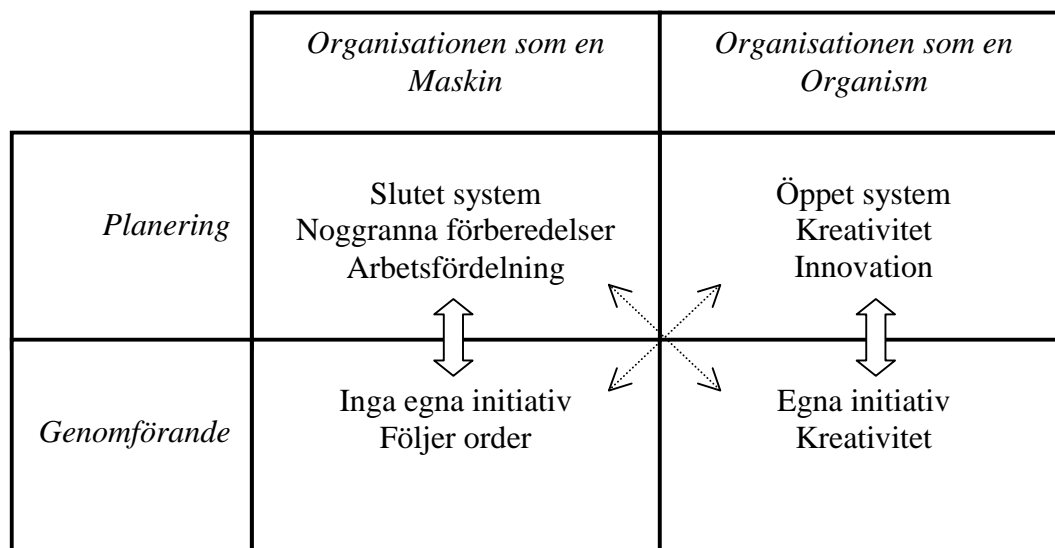 Organisationen som en
Maskin
Organisationen som en
Organism
Planering
Slutet system
Noggranna förberedelser
Arbetsfördelning
Öppet system
Kreativitet
Innovation
Genomförande
Inga egna initiativ
Följer order
Egna initiativ
Kreativitet